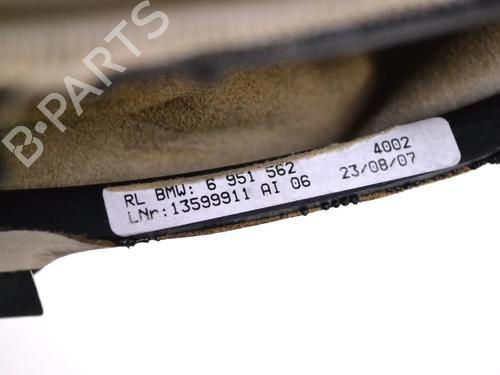 B-PARTS
RL BMW: 6 951 562 4002
LNr:13599911 AI 06 23/08/07